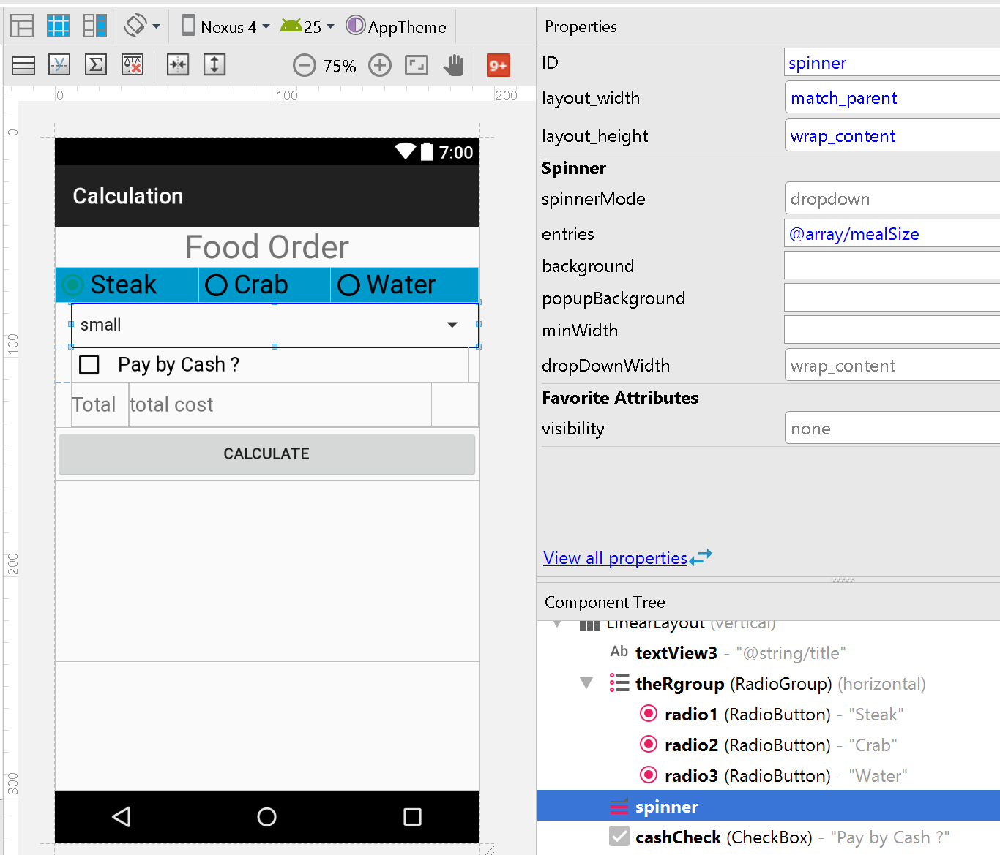 Nexus 4 25 AppTheme
75% 9+
0 100 200
0
100
200
300
7:00
Calculation
Food Order
Steak Crab Water
small
Pay by Cash ?
Total total cost
CALCULATE
Properties
ID spinner
layout_width match_parent
layout_height wrap_content
Spinner
spinnerMode dropdown
entries @array/mealSize
background
popupBackground
minWidth
dropDownWidth wrap_content
Favorite Attributes
visibility none
View all properties
Component Tree
LinearLayout (vertical)
Ab textView3 - "@string/title"
theRgroup (RadioGroup) (horizontal)
radio1 (RadioButton) - "Steak"
radio2 (RadioButton) - "Crab"
radio3 (RadioButton) - "Water"
spinner
cashCheck (CheckBox) - "Pay by Cash ?"